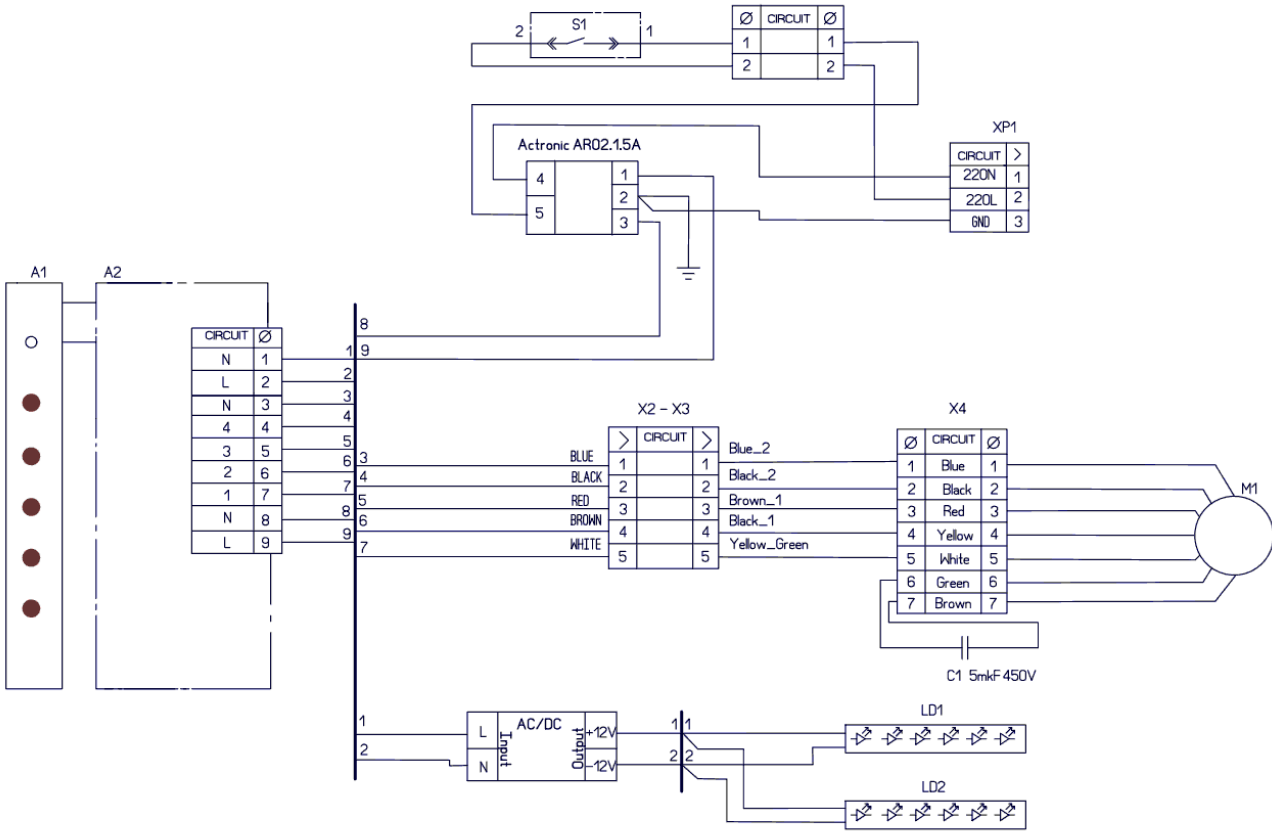 2 S1 1
Ø CIRCUIT Ø
1 1
2 2
Actronic AR02.1.5A
4 1
2
5 3
XP1
CIRCUIT >
220N 1
220L 2
GND 3
A1 A2
CIRCUIT Ø
N 1
L 2
N 3
4 4
3 5
2 6
1 7
N 8
L 9
1
2
3
4
5
6
7
8
9
8
9
3
4
5
6
7
1
2
BLUE
BLACK
RED
BROWN
WHITE
X2 - X3
> CIRCUIT >
1 1
2 2
3 3
4 4
5 5
Blue_2
Black_2
Brown_1
Black_1
Yellow_Green
X4
Ø CIRCUIT Ø
1 Blue 1
2 Black 2
3 Red 3
4 Yellow 4
5 White 5
6 Green 6
7 Brown 7
M1
C1 5mkF 450V
AC/DC
L Input Output +12V
N -12V
1 1
2 2
LD1
LD2